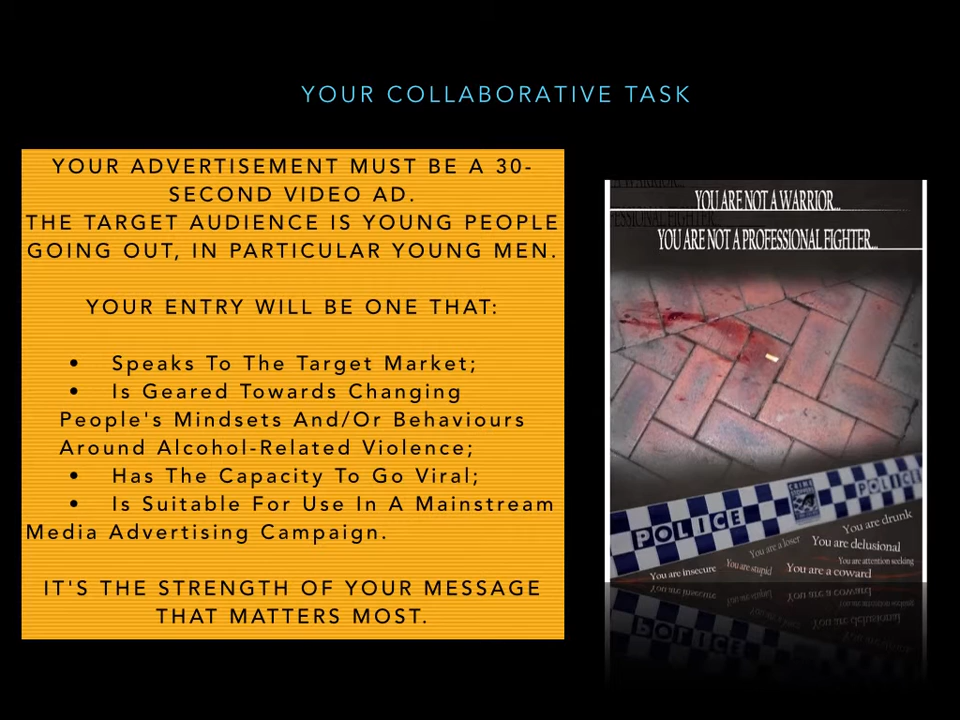 YOUR COLLABORATIVE TASK
YOUR ADVERTISEMENT MUST BE A 30-
SECOND VIDEO AD.
THE TARGET AUDIENCE IS YOUNG PEOPLE
GOING OUT, IN PARTICULAR YOUNG MEN.
YOUR ENTRY WILL BE ONE THAT:
• Speaks To The Target Market;
• Is Geared Towards Changing
People's Mindsets And/Or Behaviours
Around Alcohol-Related Violence;
• Has The Capacity To Go Viral;
• Is Suitable For Use In A Mainstream
Media Advertising Campaign.
IT'S THE STRENGTH OF YOUR MESSAGE
THAT MATTERS MOST.
A WARRIOR...
YOU ARE NOT A WARRIOR...
ESSIONAL FIGHTER...
YOU ARE NOT A PROFESSIONAL FIGHTER...
POLICE
CRIME STOPPERS
POLICE
You are drunk
You are a loser
You are delusional
You are attention seeking
You are insecure
You are stupid
You are a coward